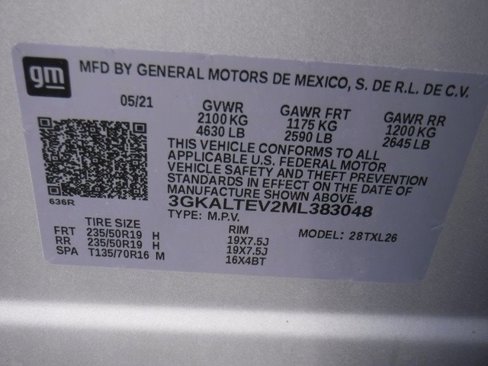 gm
MFD BY GENERAL MOTORS DE MEXICO, S. DE R.L. DE C.V.
05/21 GVWR GAWR FRT GAWR RR
2100 KG 1175 KG 1200 KG
4630 LB 2590 LB 2645 LB
THIS VEHICLE CONFORMS TO ALL
APPLICABLE U.S. FEDERAL MOTOR
VEHICLE SAFETY AND THEFT PREVENTION
STANDARDS IN EFFECT ON THE DATE OF
MANUFACTURE SHOWN ABOVE.
636R 3GKALTEV2ML383048
TYPE: M.P.V.
TIRE SIZE RIM MODEL: 28TXL26
FRT 235/50R19 H 19X7.5J
RR 235/50R19 H 19X7.5J
SPA T135/70R16 M 16X4BT